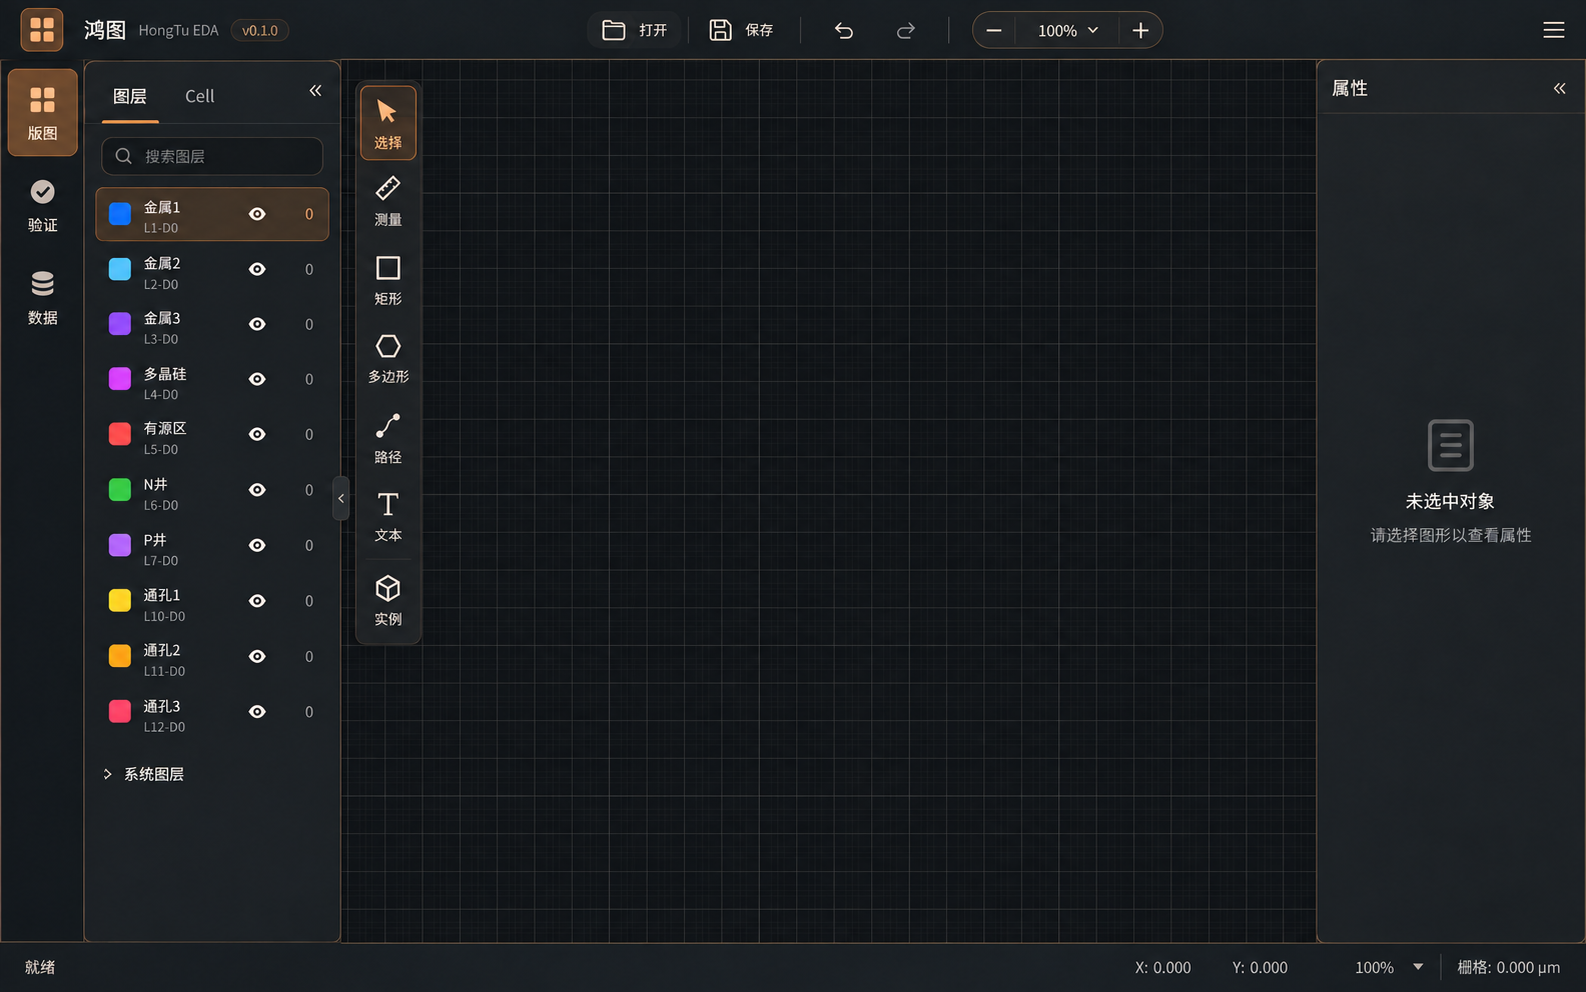 鸿图 HongTu EDA v0.1.0 打开 保存 100%
版图
验证
数据
图层 Cell
搜索图层
金属1 0
L1-D0
金属2 0
L2-D0
金属3 0
L3-D0
多晶硅 0
L4-D0
有源区 0
L5-D0
N井 0
L6-D0
P井 0
L7-D0
通孔1 0
L10-D0
通孔2 0
L11-D0
通孔3 0
L12-D0
系统图层
选择
测量
矩形
多边形
路径
文本
实例
属性
未选中对象
请选择图形以查看属性
就绪 X: 0.000 Y: 0.000 100% 栅格: 0.000 μm